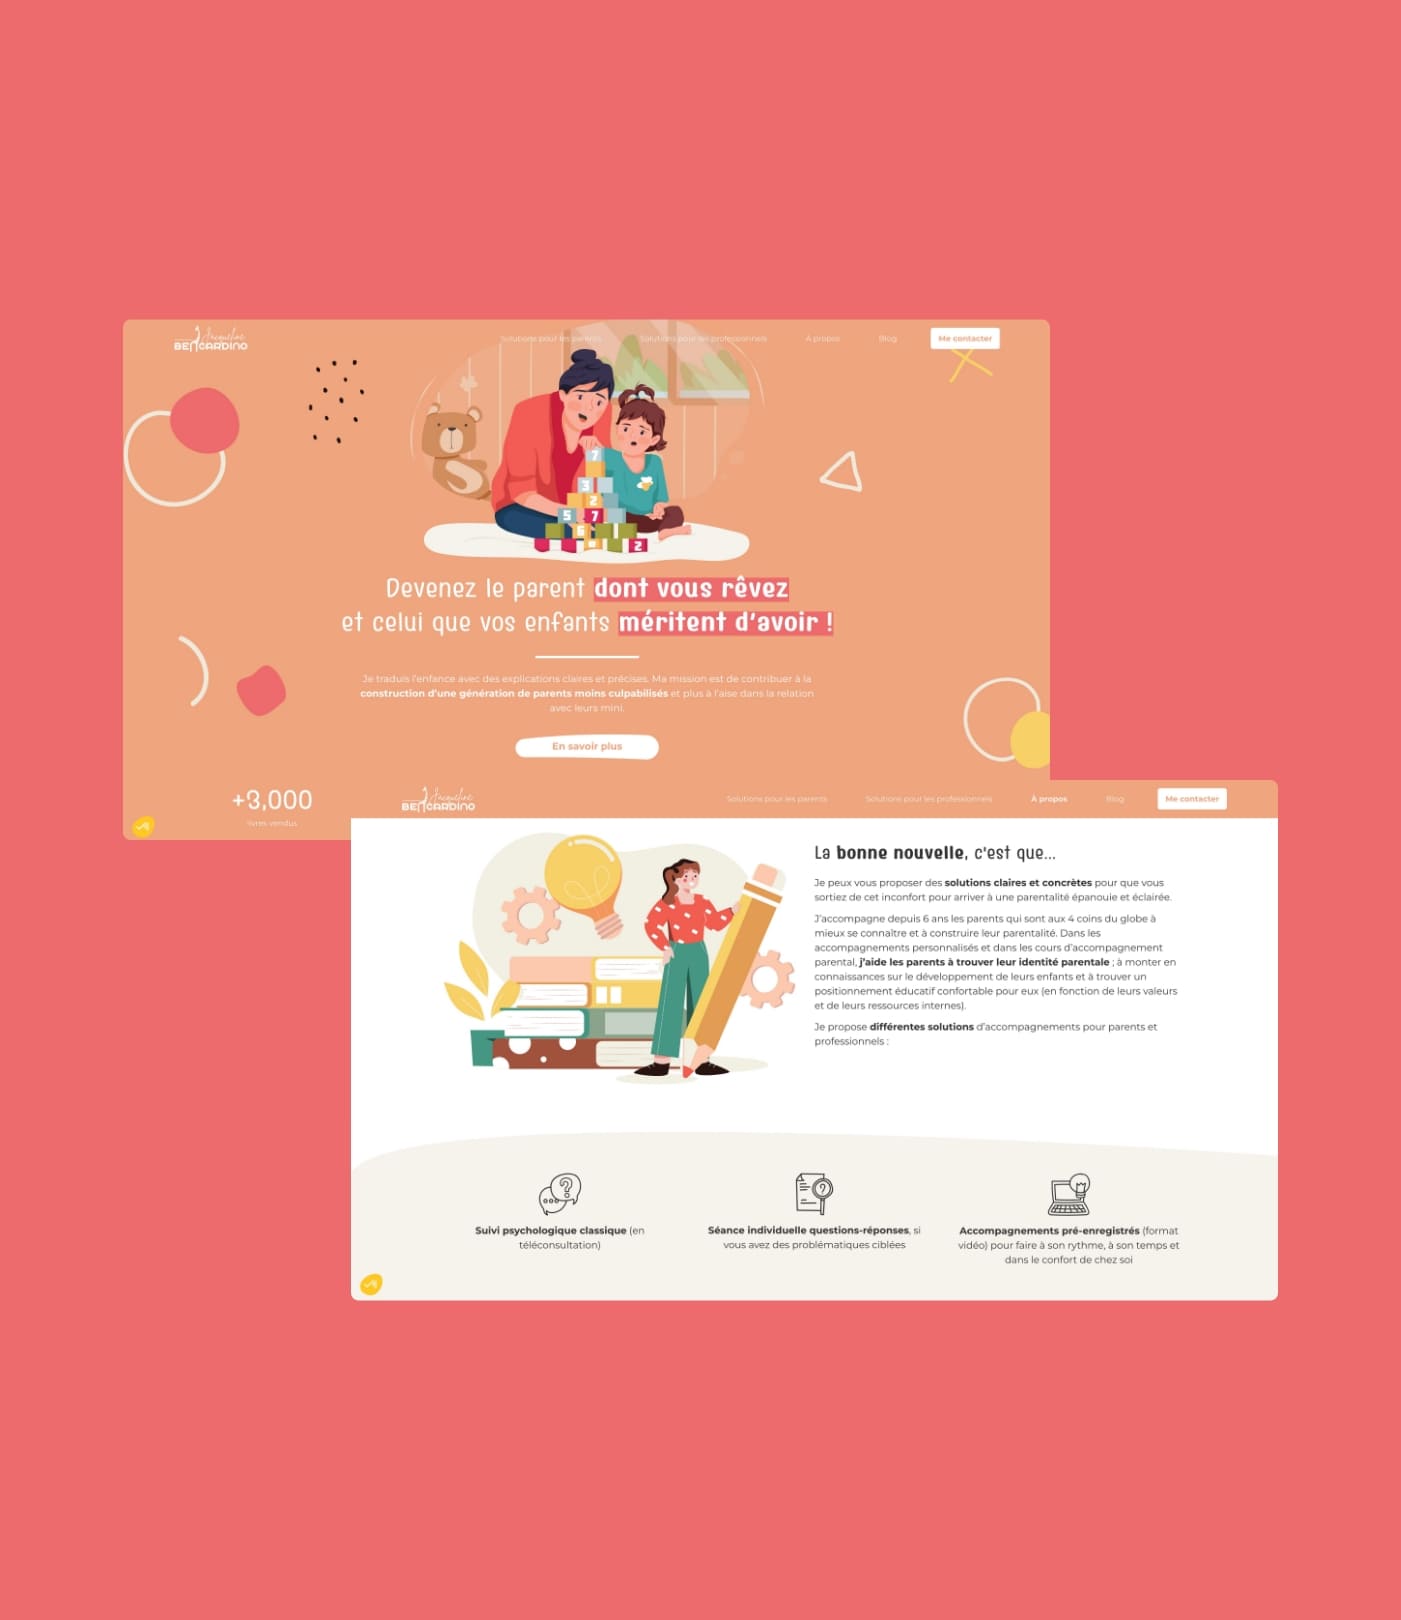 Jacqueline
BENCARDINO
Solutions pour les parents
Solutions pour les professionnels
À propos
Blog
Me contacter
7
3
2
5 7
6 1
2
Devenez le parent dont vous rêvez
et celui que vos enfants méritent d'avoir !
Je traduis l'enfance avec des explications claires et précises. Ma mission est de contribuer à la
construction d'une génération de parents moins culpabilisés et plus à l'aise dans la relation
avec leurs mini.
En savoir plus
+3,000
livres vendus
Jacqueline
BENCARDINO
Solutions pour les parents
Solutions pour les professionnels
À propos
Blog
Me contacter
La bonne nouvelle, c'est que...
Je peux vous proposer des solutions claires et concrètes pour que vous
sortiez de cet inconfort pour arriver à une parentalité épanouie et éclairée.
J'accompagne depuis 6 ans les parents qui sont aux 4 coins du globe à
mieux se connaître et à construire leur parentalité. Dans les
accompagnements personnalisés et dans les cours d'accompagnement
parental, j'aide les parents à trouver leur identité parentale ; à monter en
connaissances sur le développement de leurs enfants et à trouver un
positionnement éducatif confortable pour eux (en fonction de leurs valeurs
et de leurs ressources internes).
Je propose différentes solutions d'accompagnements pour parents et
professionnels :
Suivi psychologique classique (en
téléconsultation)
Séance individuelle questions-réponses, si
vous avez des problématiques ciblées
Accompagnements pré-enregistrés (format
vidéo) pour faire à son rythme, à son temps et
dans le confort de chez soi